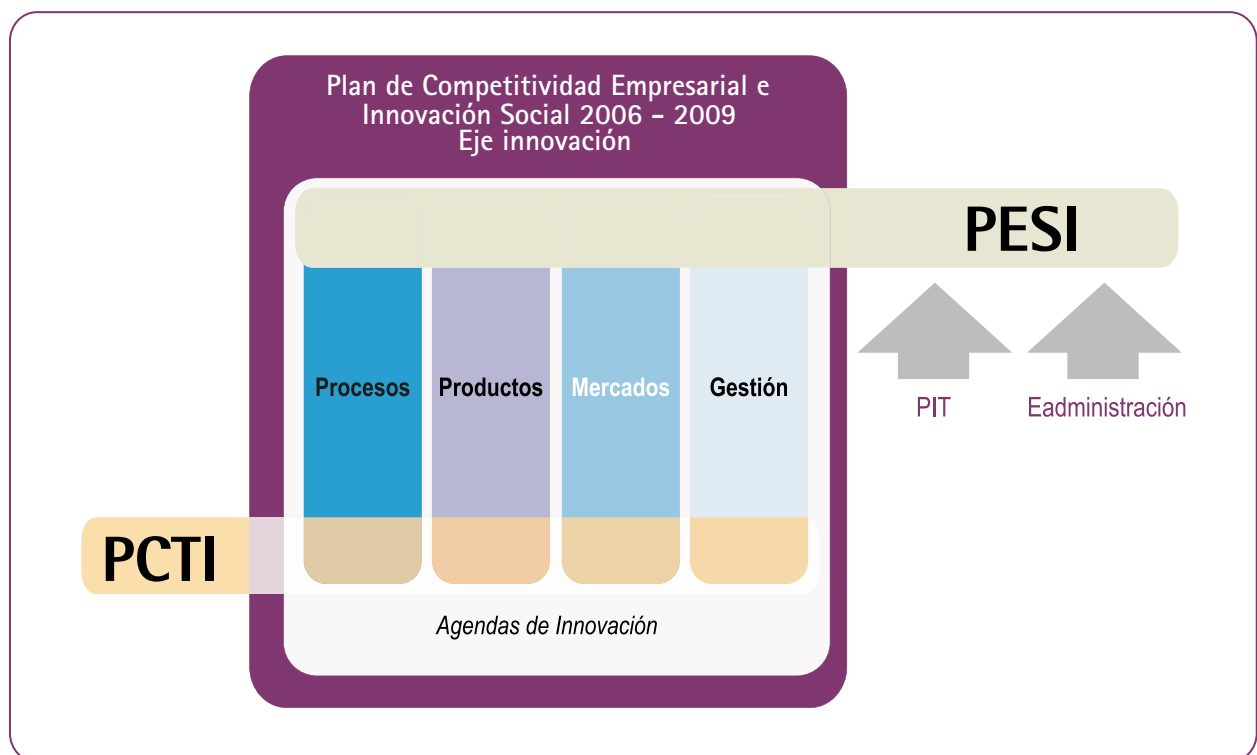 Plan de Competitividad Empresarial e
Innovación Social 2006 - 2009
Eje innovación
PESI
Procesos
Productos
Mercados
Gestión
PIT
Eadministración
PCTI
Agendas de Innovación